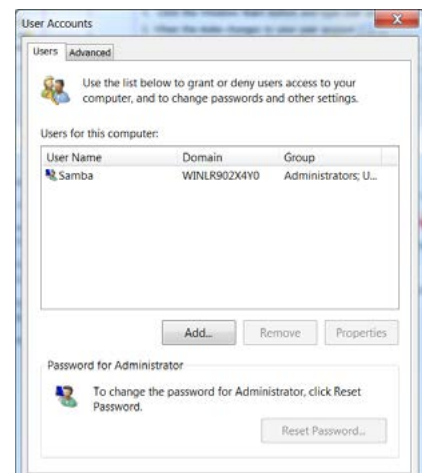 User Accounts
Users Advanced
Use the list below to grant or deny users access to your
computer, and to change passwords and other settings.
Users for this computer:
User Name Domain Group
Samba WINLR902X4Y0 Administrators; U...
Add... Remove Properties
Password for Administrator
To change the password for Administrator, click Reset
Password.
Reset Password...